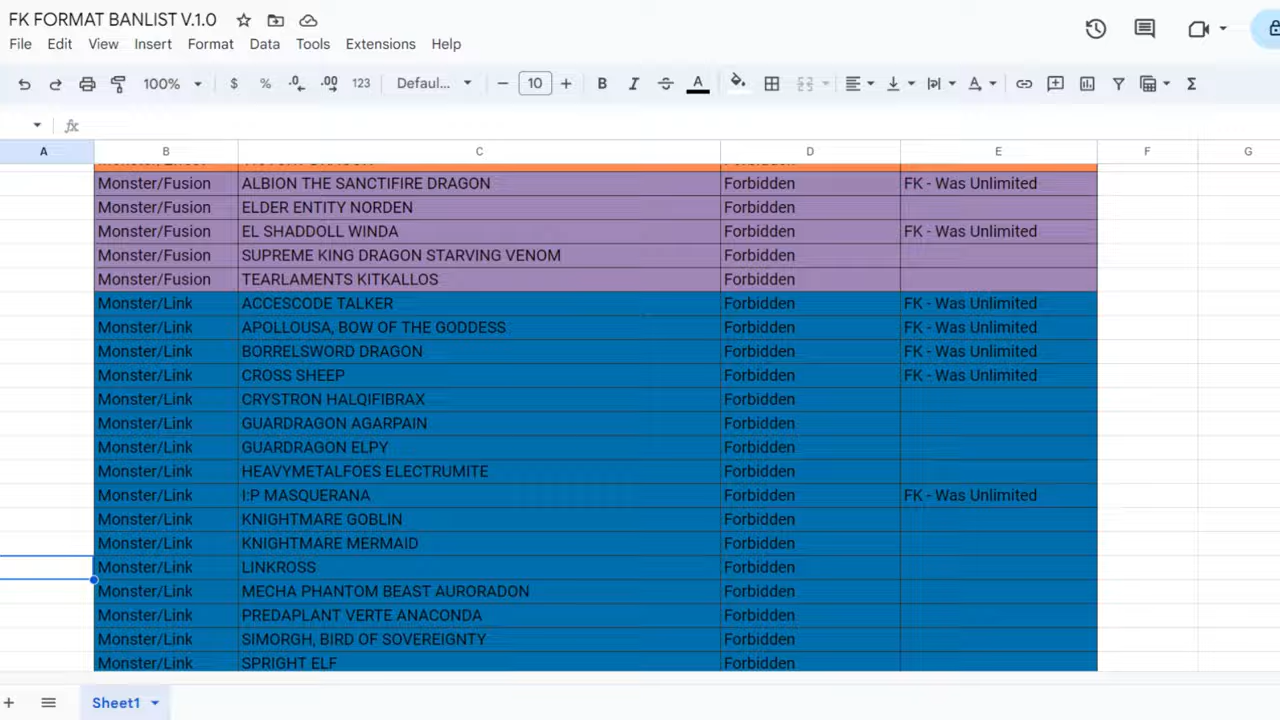 FK FORMAT BANLIST V.1.0
File Edit View Insert Format Data Tools Extensions Help
100% $ % .0 .00 123 Defaul... - 10 + B I A Σ
fx
A B C D E F G
Monster/Fusion ALBION THE SANCTIFIRE DRAGON Forbidden FK - Was Unlimited
Monster/Fusion ELDER ENTITY NORDEN Forbidden
Monster/Fusion EL SHADDOLL WINDA Forbidden FK - Was Unlimited
Monster/Fusion SUPREME KING DRAGON STARVING VENOM Forbidden
Monster/Fusion TEARLAMENTS KITKALLOS Forbidden
Monster/Link ACCESCODE TALKER Forbidden FK - Was Unlimited
Monster/Link APOLLOUSA, BOW OF THE GODDESS Forbidden FK - Was Unlimited
Monster/Link BORRELSWORD DRAGON Forbidden FK - Was Unlimited
Monster/Link CROSS SHEEP Forbidden FK - Was Unlimited
Monster/Link CRYSTRON HALQIFIBRAX Forbidden
Monster/Link GUARDRAGON AGARPAIN Forbidden
Monster/Link GUARDRAGON ELPY Forbidden
Monster/Link HEAVYMETALFOES ELECTRUMITE Forbidden
Monster/Link I:P MASQUERANA Forbidden FK - Was Unlimited
Monster/Link KNIGHTMARE GOBLIN Forbidden
Monster/Link KNIGHTMARE MERMAID Forbidden
Monster/Link LINKROSS Forbidden
Monster/Link MECHA PHANTOM BEAST AURORADON Forbidden
Monster/Link PREDAPLANT VERTE ANACONDA Forbidden
Monster/Link SIMORGH, BIRD OF SOVEREIGNTY Forbidden
Monster/Link SPRIGHT ELF Forbidden
Sheet1